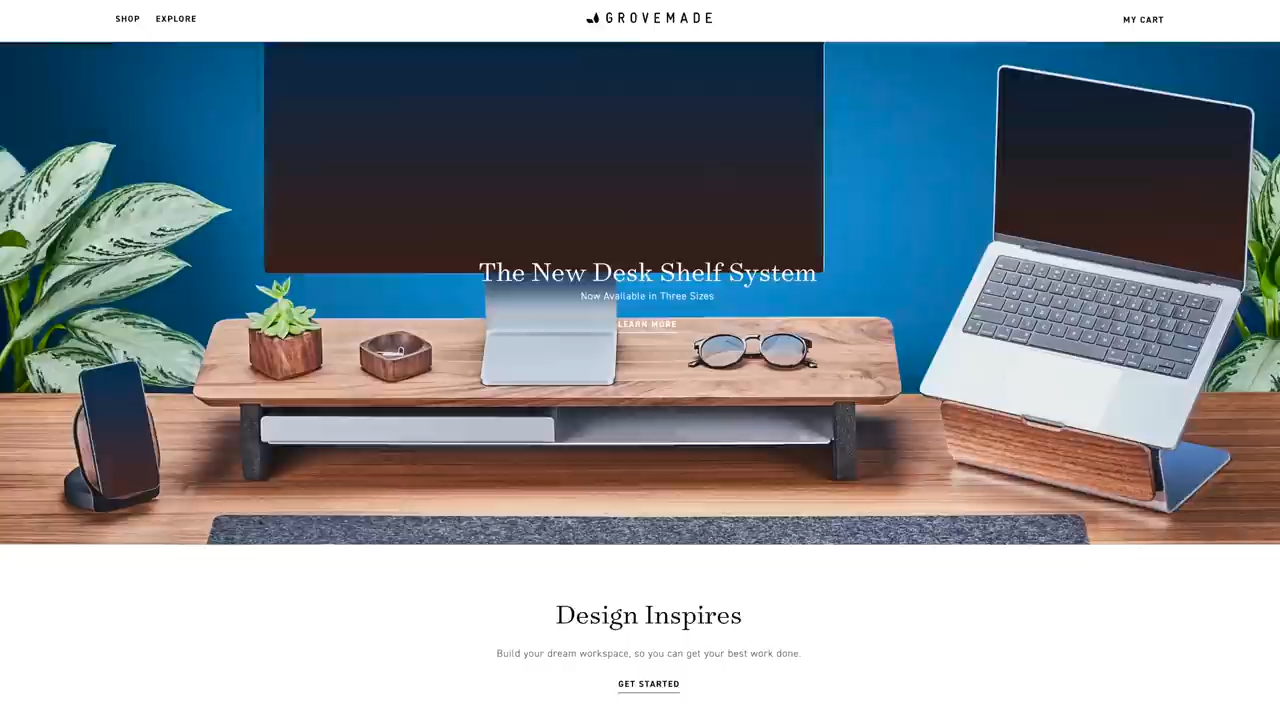 SHOP
EXPLORE
GROVEMADE
MY CART
The New Desk Shelf System
Now Available in Three Sizes
LEARN MORE
Design Inspires
Build your dream workspace, so you can get your best work done.
GET STARTED